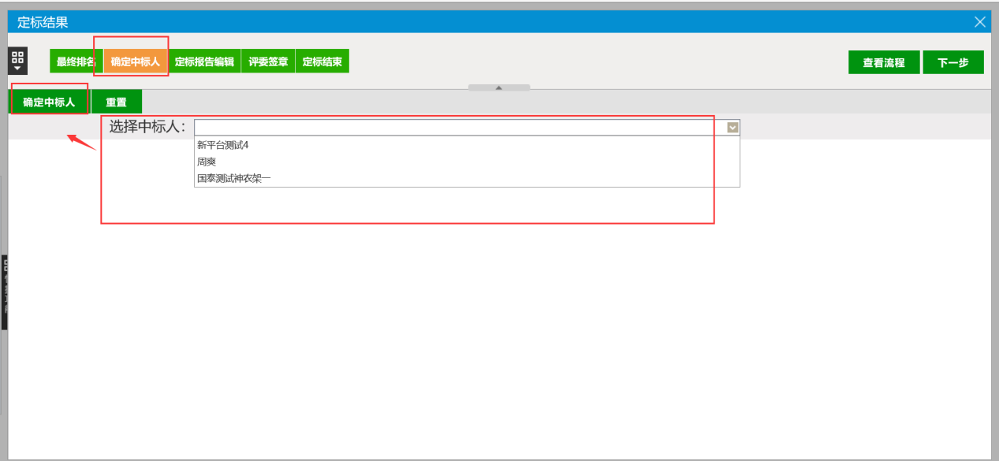 定标结果
最终排名 确定中标人 定标报告编辑 评委签章 定标结束 查看流程 下一步
确定中标人 重置
选择中标人：
新平台测试4
周爽
国泰测试神农架一